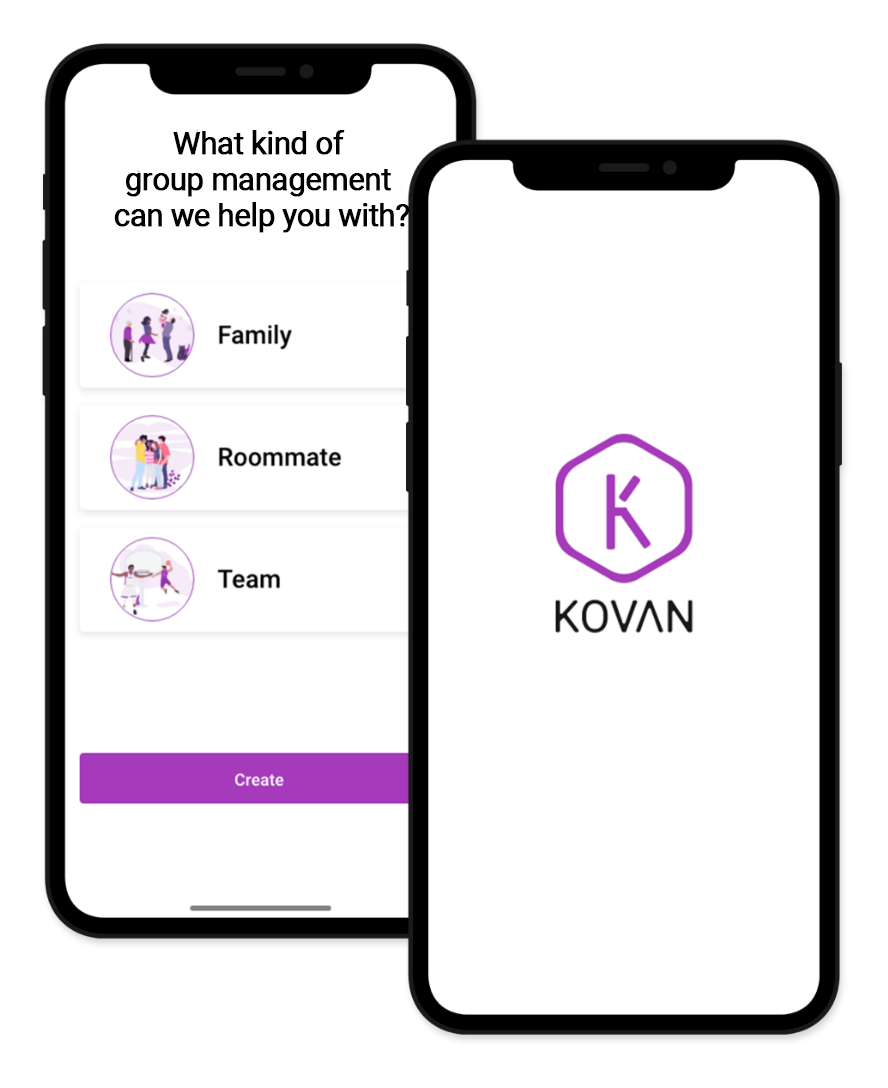 What kind of
group management
can we help you with?
Family
Roommate
Team
Create
K
KOVAN